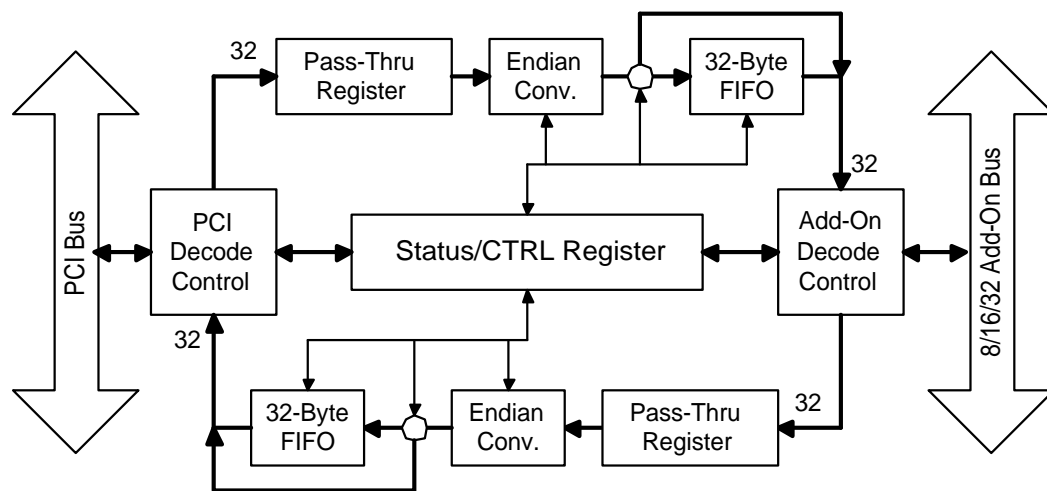 32
Pass-Thru
Register
Endian
Conv.
32-Byte
FIFO
32
PCI Bus
PCI
Decode
Control
Status/CTRL Register
Add-On
Decode
Control
8/16/32 Add-On Bus
32
32-Byte
FIFO
Endian
Conv.
Pass-Thru
Register
32